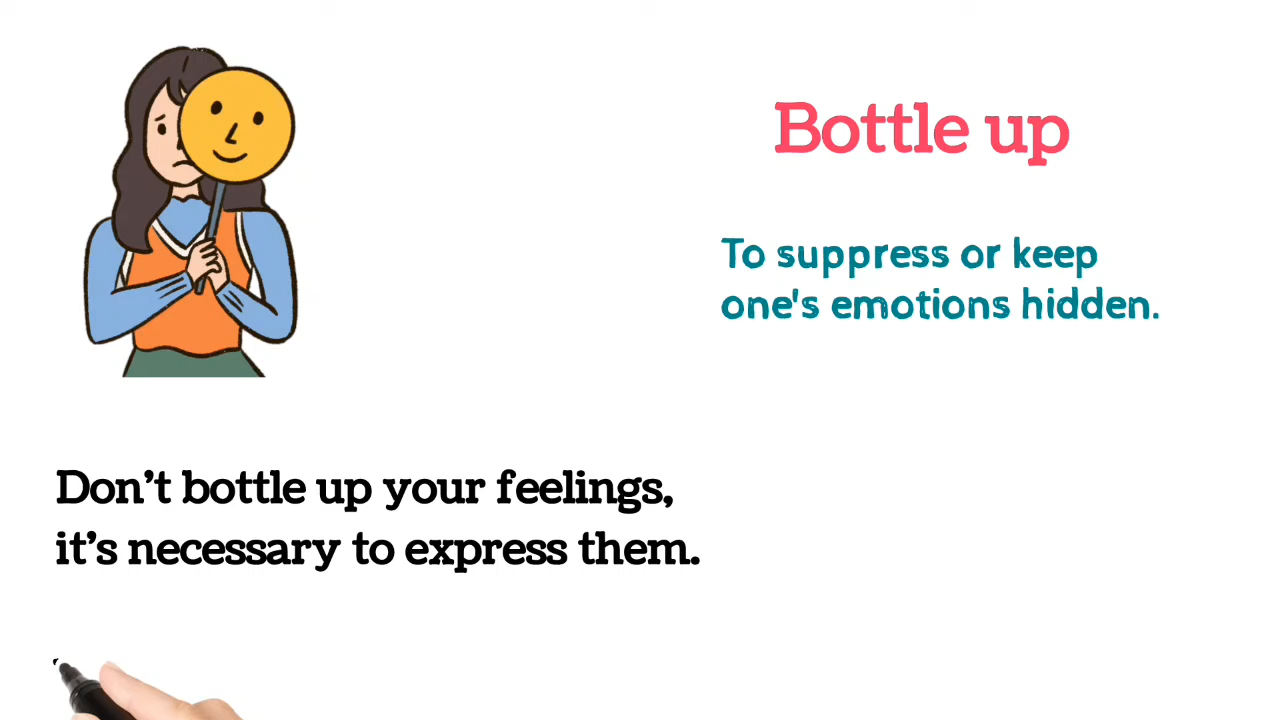 Bottle up
To suppress or keep
one's emotions hidden.
Don’t bottle up your feelings,
it’s necessary to express them.